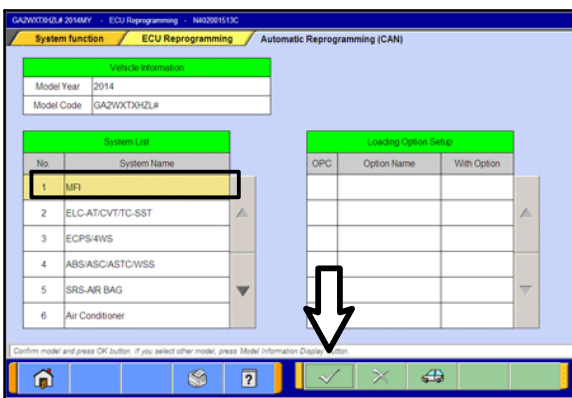 GA2WXTXHZL# 2014MY - ECU Reprogramming - N402001513C
System function ECU Reprogramming Automatic Reprogramming (CAN)
Vehicle Information
Model Year 2014
Model Code GA2WXTXHZL#
System List
No. System Name
1 MFI
2 ELC-AT/CVT/TC-SST
3 ECPS/4WS
4 ABS/ASC/ASTC/WSS
5 SRS-AIR BAG
6 Air Conditioner
Loading Option Setup
OPC Option Name With Option
Confirm model and press OK button. If you select other model, press 'Model Information Display' button.
?